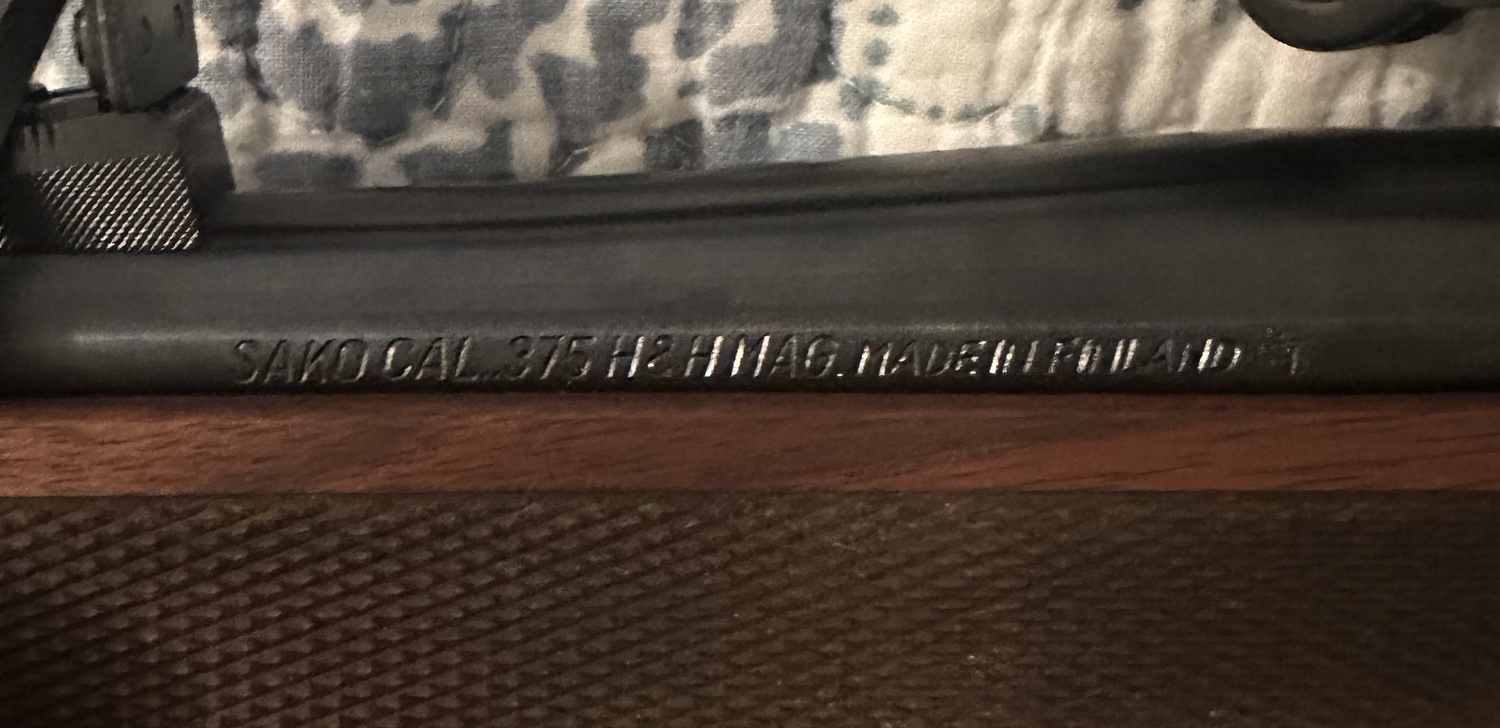 SAKO CAL. .375 H&H MAG. MADE IN FINLAND